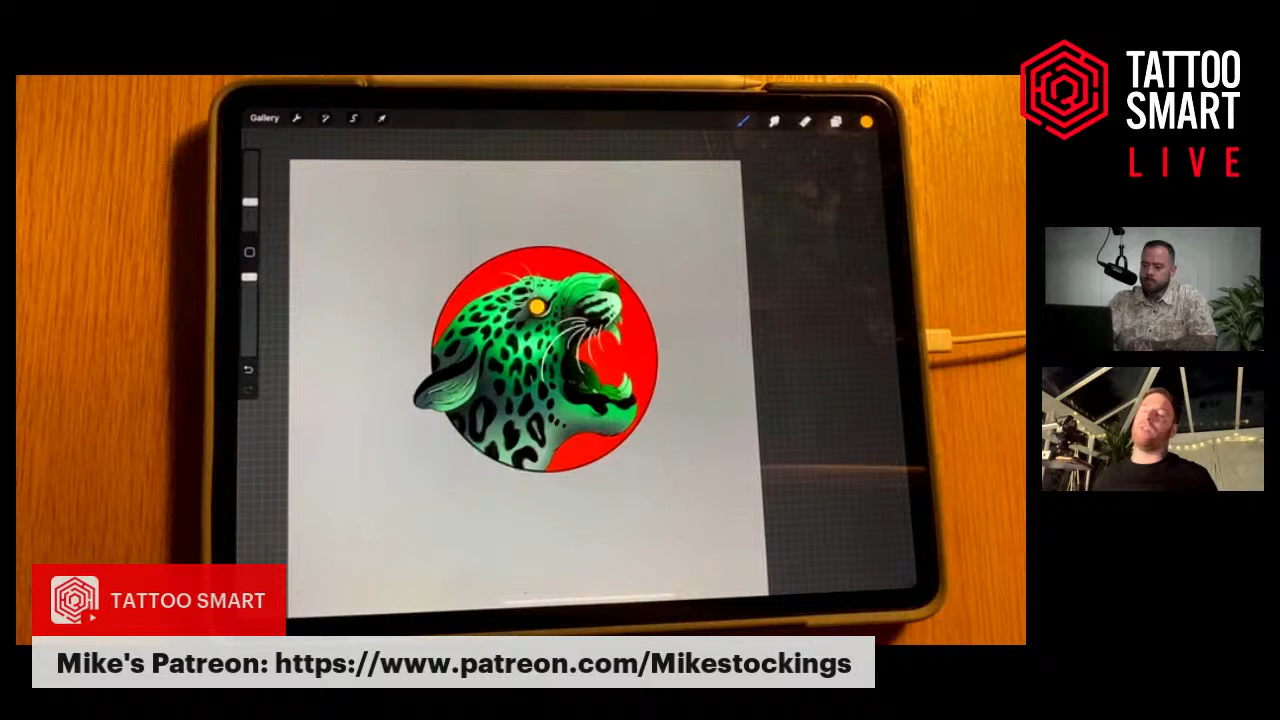 TATTOO
SMART
LIVE
Gallery
TATTOO SMART
Mike's Patreon: https://www.patreon.com/Mikestockings